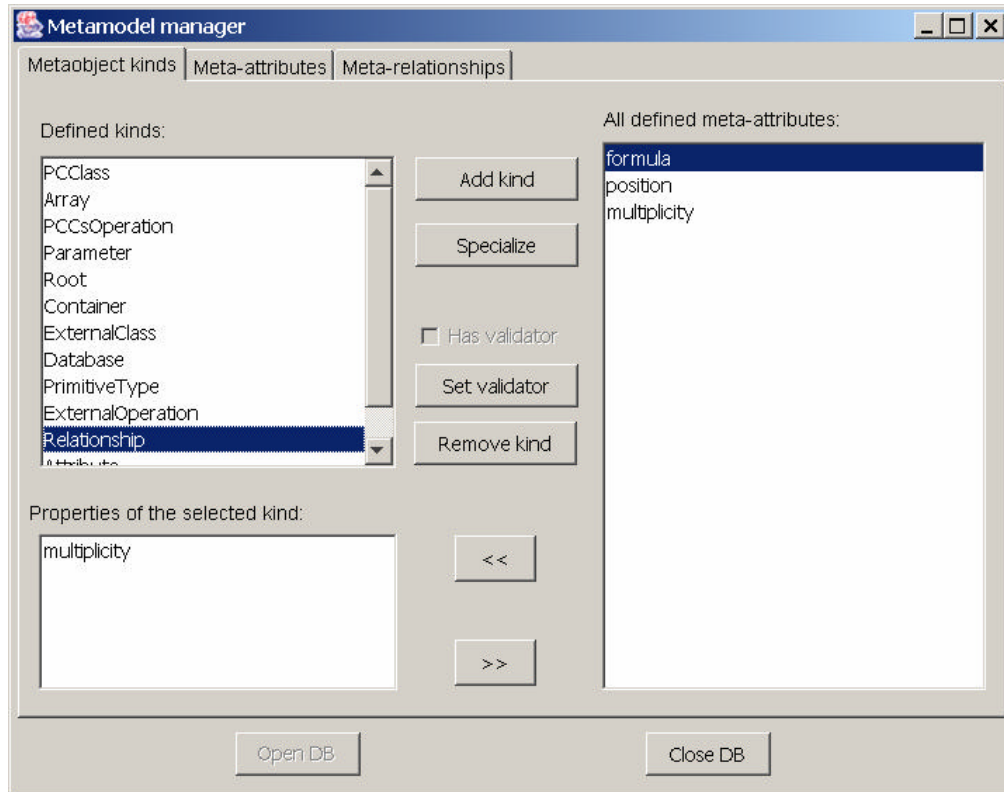 Metamodel manager
Metaobject kinds
Meta-attributes
Meta-relationships
Defined kinds:
PCClass
Array
PCCsOperation
Parameter
Root
Container
ExternalClass
Database
PrimitiveType
ExternalOperation
Relationship
Attribute
Add kind
Specialize
Has validator
Set validator
Remove kind
All defined meta-attributes:
formula
position
multiplicity
Properties of the selected kind:
multiplicity
<<
>>
Open DB
Close DB